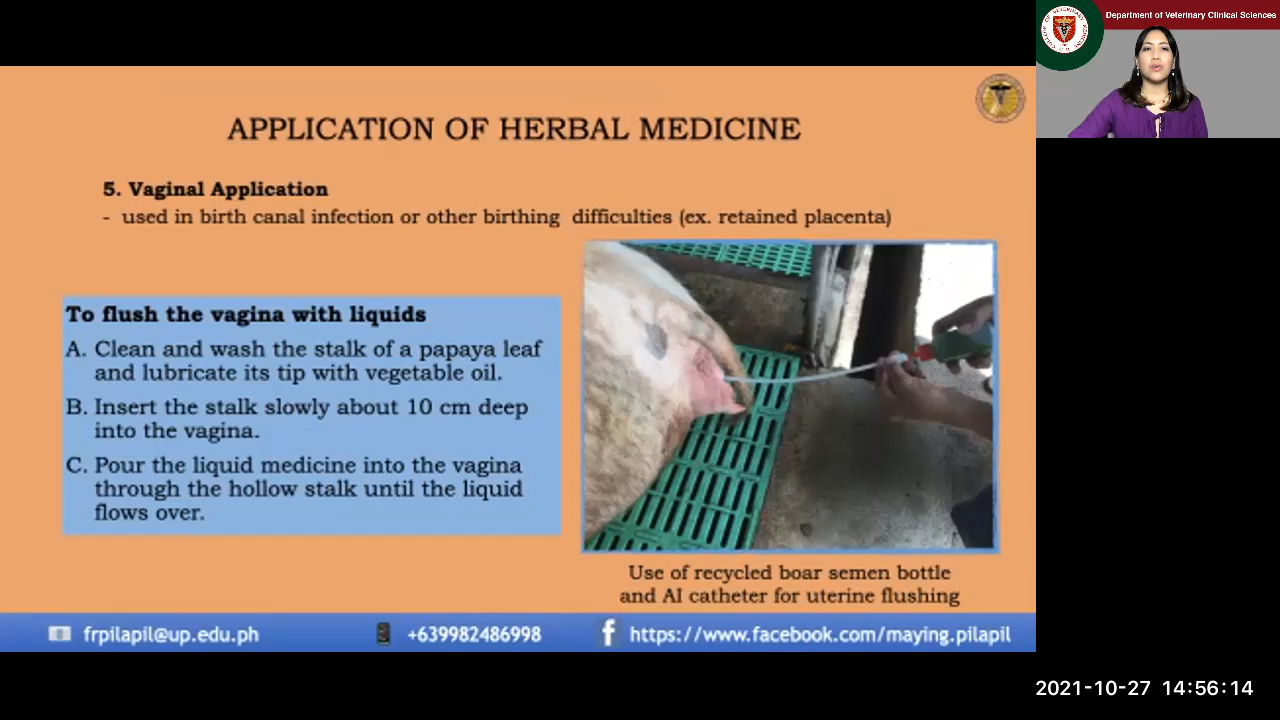 Department of Veterinary Clinical Sciences
APPLICATION OF HERBAL MEDICINE
5. Vaginal Application
- used in birth canal infection or other birthing difficulties (ex. retained placenta)
To flush the vagina with liquids
A. Clean and wash the stalk of a papaya leaf
and lubricate its tip with vegetable oil.
B. Insert the stalk slowly about 10 cm deep
into the vagina.
C. Pour the liquid medicine into the vagina
through the hollow stalk until the liquid
flows over.
Use of recycled boar semen bottle
and AI catheter for uterine flushing
frpilapil@up.edu.ph
+639982486998
https://www.facebook.com/maying.pilapil
2021-10-27 14:56:14